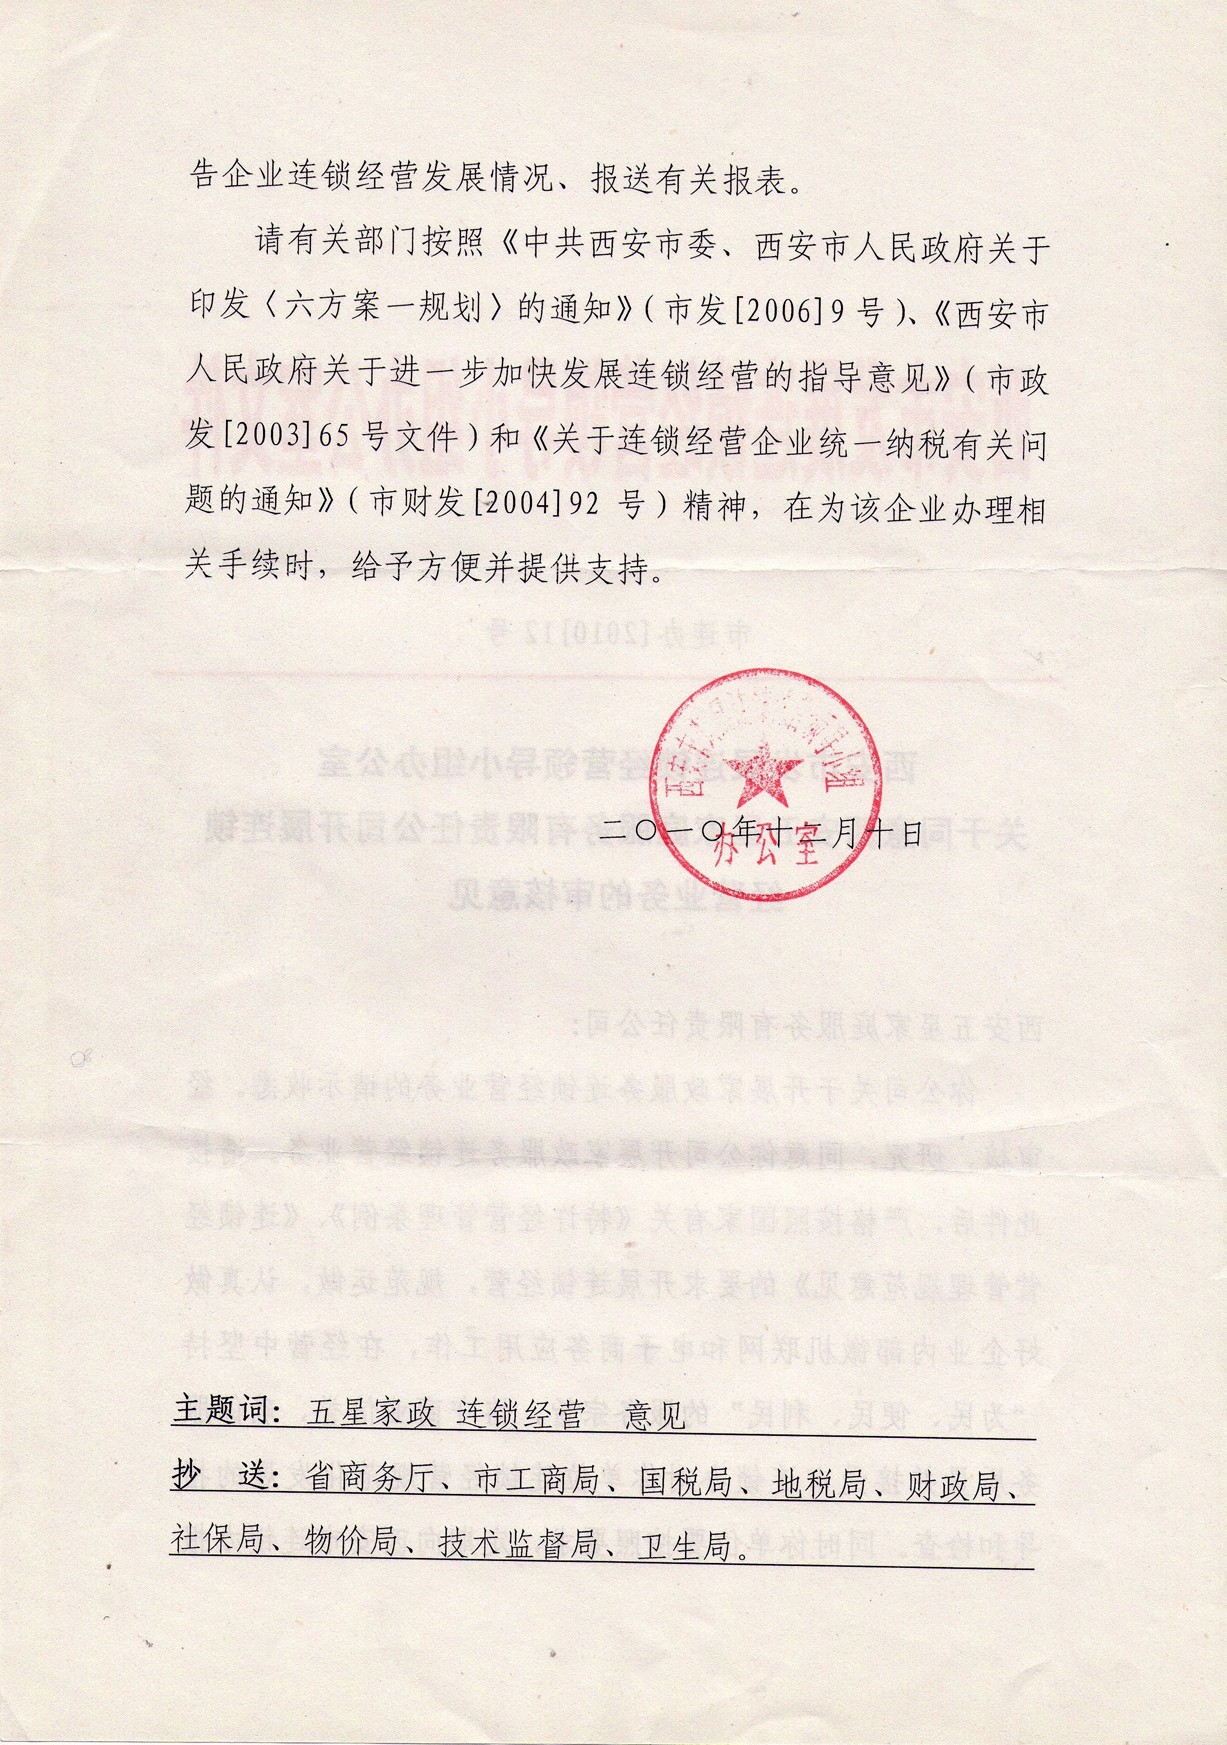 告企业连锁经营发展情况、报送有关报表。
请有关部门按照《中共西安市委、西安市人民政府关于
印发〈六方案一规划〉的通知》(市发[2006]9 号)、《西安市
人民政府关于进一步加快发展连锁经营的指导意见》(市政
发[2003]65 号文件)和《关于连锁经营企业统一纳税有关问
题的通知》(市财发[2004]92 号)精神，在为该企业办理相
关手续时，给予方便并提供支持。
二〇一〇年十二月十日
办公室
主题词：五星家政 连锁经营 意见
抄 送：省商务厅、市工商局、国税局、地税局、财政局、
社保局、物价局、技术监督局、卫生局。